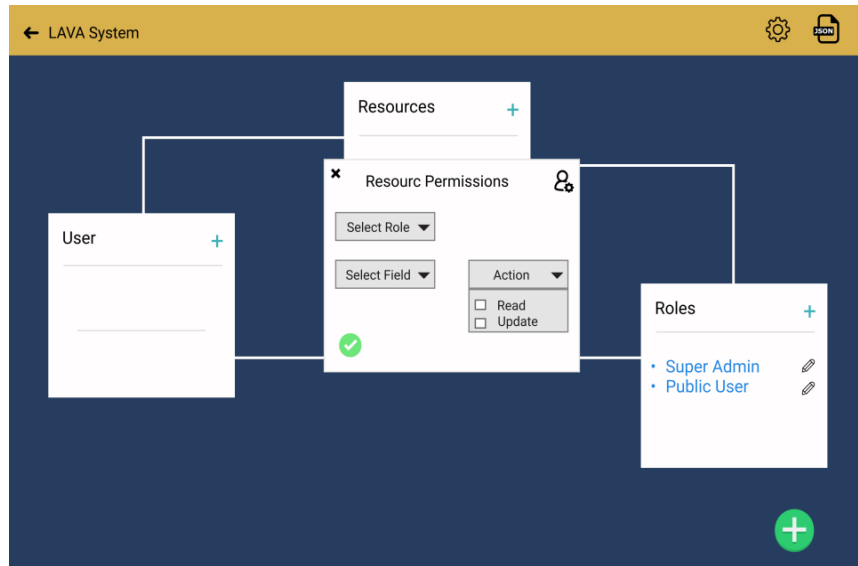 LAVA System
JSON
Resources +
Resourc Permissions
User +
Select Role
Select Field
Action
Read
Update
Roles +
• Super Admin
• Public User